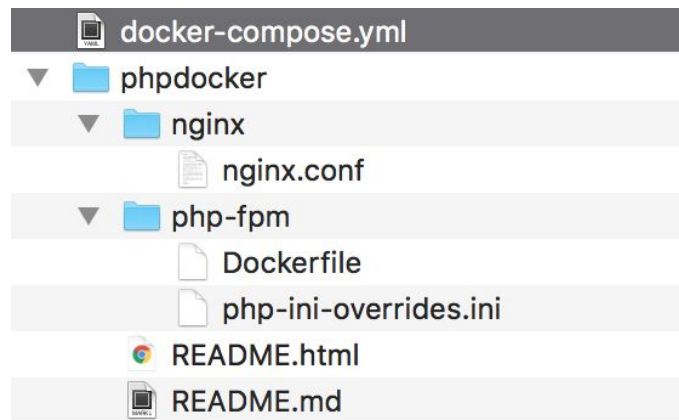 docker-compose.yml
phpdocker
nginx
nginx.conf
php-fpm
Dockerfile
php-ini-overrides.ini
README.html
README.md